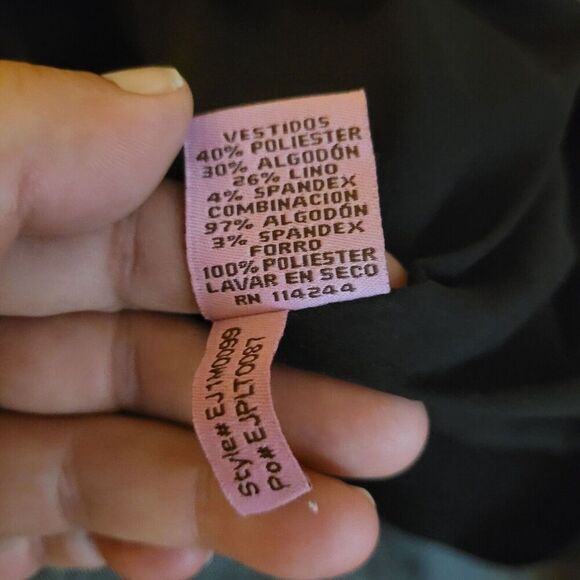 VESTIDOS
40% POLIESTER
30% ALGODÓN
26% LINO
4% SPANDEX
COMBINACION
97% ALGODÓN
3% SPANDEX
FORRO
100% POLIESTER
LAVAR EN SECO
RN 114244
Style# EJ1M0099
Po# EJPLT0087